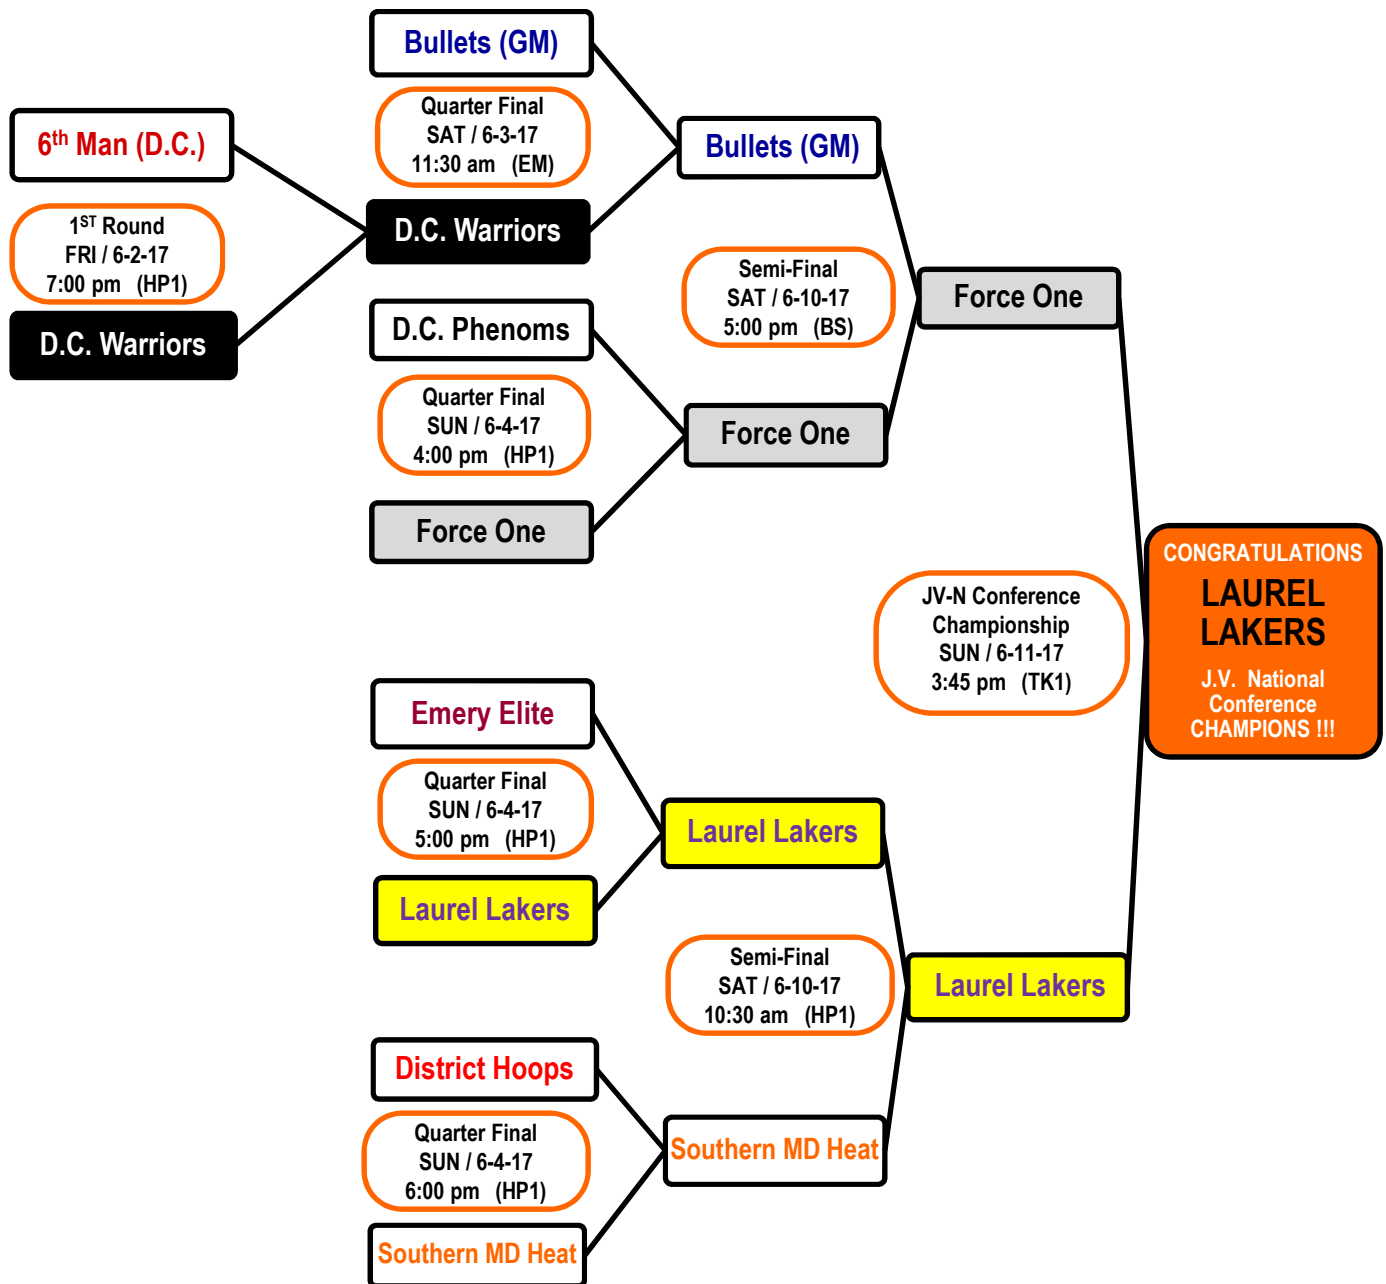 Bullets (GM)
Quarter Final
SAT / 6-3-17
11:30 am (EM)
6th Man (D.C.)
Bullets (GM)
1ST Round
FRI / 6-2-17
7:00 pm (HP1)
D.C. Warriors
D.C. Warriors
Semi-Final
SAT / 6-10-17
5:00 pm (BS)
Force One
D.C. Phenoms
Quarter Final
SUN / 6-4-17
4:00 pm (HP1)
Force One
Force One
CONGRATULATIONS
LAUREL
LAKERS
J.V. National
Conference
CHAMPIONS !!!
JV-N Conference
Championship
SUN / 6-11-17
3:45 pm (TK1)
Emery Elite
Quarter Final
SUN / 6-4-17
5:00 pm (HP1)
Laurel Lakers
Laurel Lakers
Semi-Final
SAT / 6-10-17
10:30 am (HP1)
Laurel Lakers
District Hoops
Quarter Final
SUN / 6-4-17
6:00 pm (HP1)
Southern MD Heat
Southern MD Heat